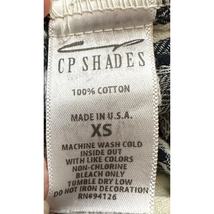 CP SHADES
100% COTTON
MADE IN U.S.A.
XS
MACHINE WASH COLD
INSIDE OUT
WITH LIKE COLORS
NON-CHLORINE
BLEACH ONLY
TUMBLE DRY LOW
DO NOT IRON DECORATION
RN#94126